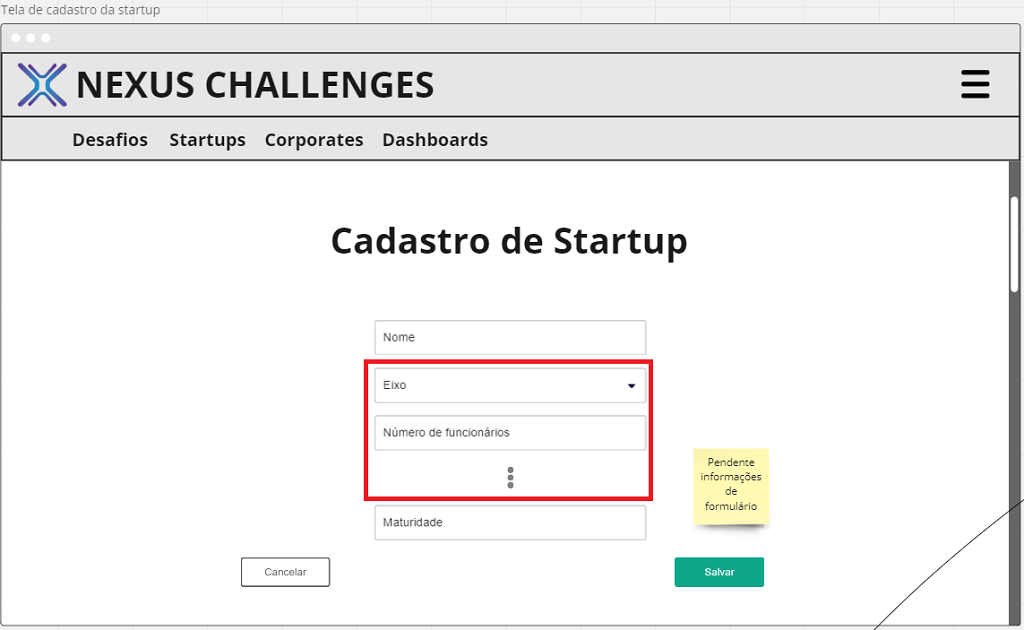 Tela de cadastro da startup
NEXUS CHALLENGES
Desafios Startups Corporates Dashboards
Cadastro de Startup
Nome
Eixo
Número de funcionários
Maturidade
Pendente
informações
de
formulário
Cancelar
Salvar